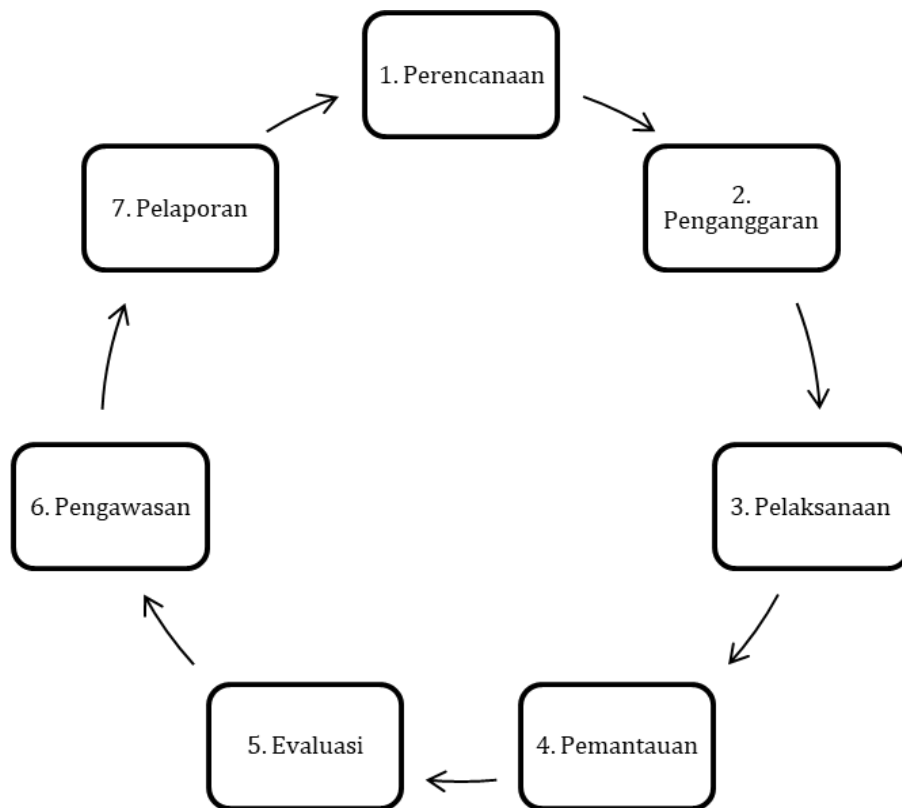 1. Perencanaan
2.
Penganggaran
3. Pelaksanaan
4. Pemantauan
5. Evaluasi
6. Pengawasan
7. Pelaporan